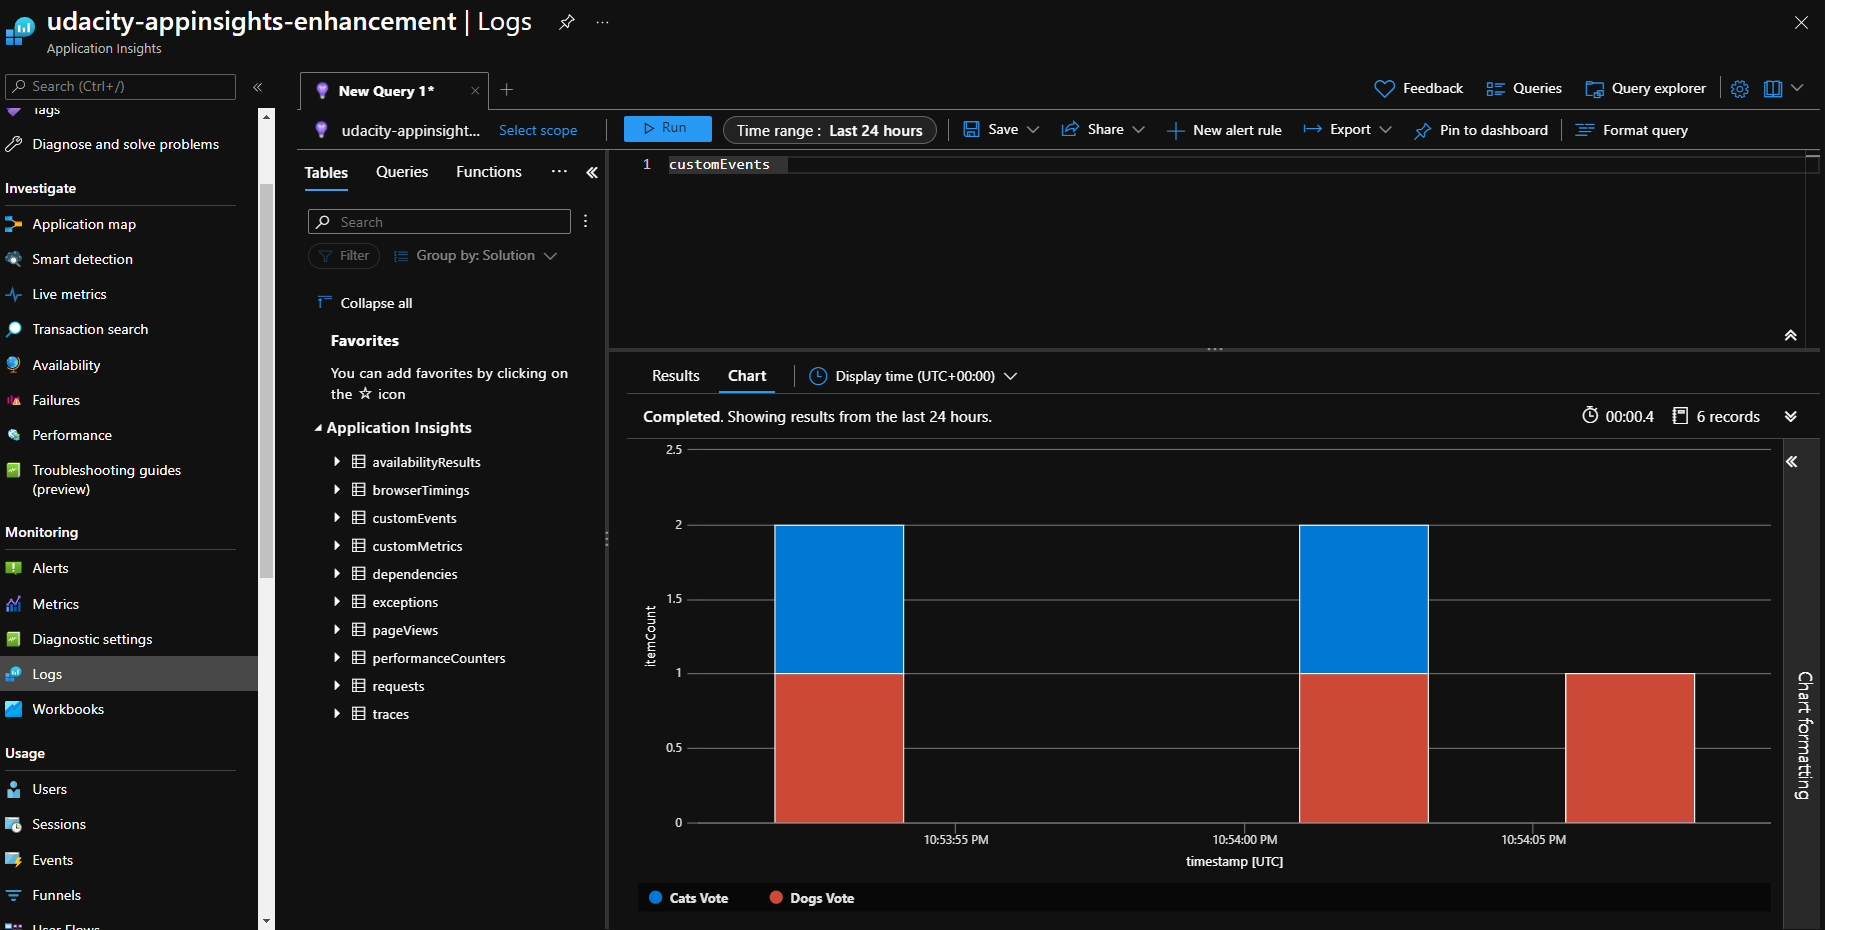 udacity-appinsights-enhancement | Logs
Application Insights
Search (Ctrl+/)
Tags
Diagnose and solve problems
Investigate
Application map
Smart detection
Live metrics
Transaction search
Availability
Failures
Performance
Troubleshooting guides
(preview)
Monitoring
Alerts
Metrics
Diagnostic settings
Logs
Workbooks
Usage
Users
Sessions
Events
Funnels
User Flows
New Query 1*
Feedback
Queries
Query explorer
udacity-appinsight...
Select scope
Run
Time range : Last 24 hours
Save
Share
New alert rule
Export
Pin to dashboard
Format query
Tables
Queries
Functions
Search
Filter
Group by: Solution
Collapse all
Favorites
You can add favorites by clicking on
the ☆ icon
Application Insights
availabilityResults
browserTimings
customEvents
customMetrics
dependencies
exceptions
pageViews
performanceCounters
requests
traces
1 customEvents
Results
Chart
Display time (UTC+00:00)
Completed. Showing results from the last 24 hours.
00:00.4
6 records
2.5
2
1.5
1
0.5
0
itemCount
10:53:55 PM
10:54:00 PM
10:54:05 PM
timestamp [UTC]
Cats Vote
Dogs Vote
Chart formatting